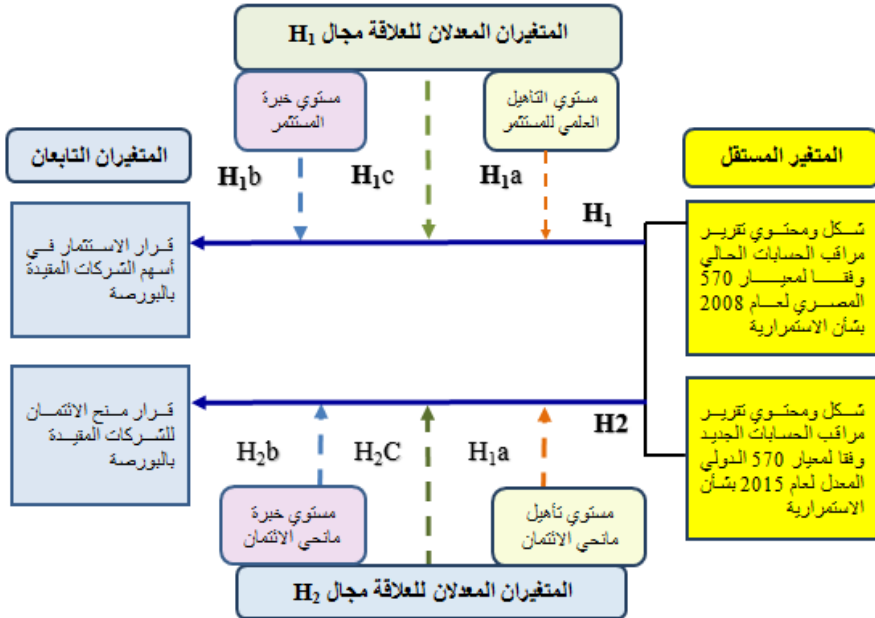 المتغيران المعدلان للعلاقة مجال H₁
مستوي التاهيل
العلمي للمستثمر
مستوي خبرة
المستثمر
المتغير المستقل
المتغيران التابعان
H₁a
H₁c
H₁b
H₁
شكل ومحتوي تقرير
مراقب الحسابات الحالي
وفقا لمعيار 570
المصري لعام 2008
بشأن الاستمرارية
قرار الاستثمار في
أسهم الشركات المقيدة
بالبورصة
شكل ومحتوي تقرير
مراقب الحسابات الجديد
وفقا لمعيار 570 الدولي
المعدل لعام 2015 بشأن
الاستمرارية
قرار منح الائتمان
للشركات المقيدة
بالبورصة
H2
H₁a
H₂C
H₂b
مستوي تأهيل
مانحي الائتمان
مستوي خبرة
مانحي الائتمان
المتغيران المعدلان للعلاقة مجال H₂